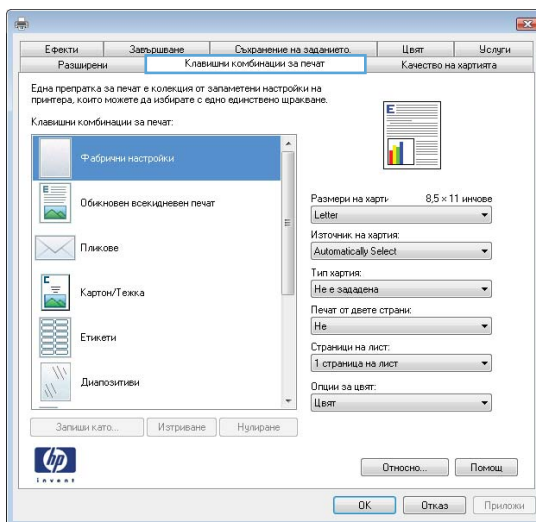 Ефекти
Завършване
Съхранение на заданието.
Цвят
Услуги
Разширени
Клавишни комбинации за печат
Качество на хартията
Една препратка за печат е колекция от запаметени настройки на
принтера, които можете да избирате с едно единствено щракване.
Клавишни комбинации за печат:
Фабрични настройки
Обикновен всекидневен печат
Пликове
Картон/Тежка
Етикети
Диапозитиви
Запиши като...
Изтриване
Нулиране
E
Размери на харти
8,5 × 11 инчове
Letter
Източник на хартия:
Automatically Select
Тип хартия:
Не е зададена
Печат от двете страни:
Не
Страници на лист:
1 страница на лист
Опции за цвят:
Цвят
hp
invent
Относно...
Помощ
OK
Отказ
Приложи